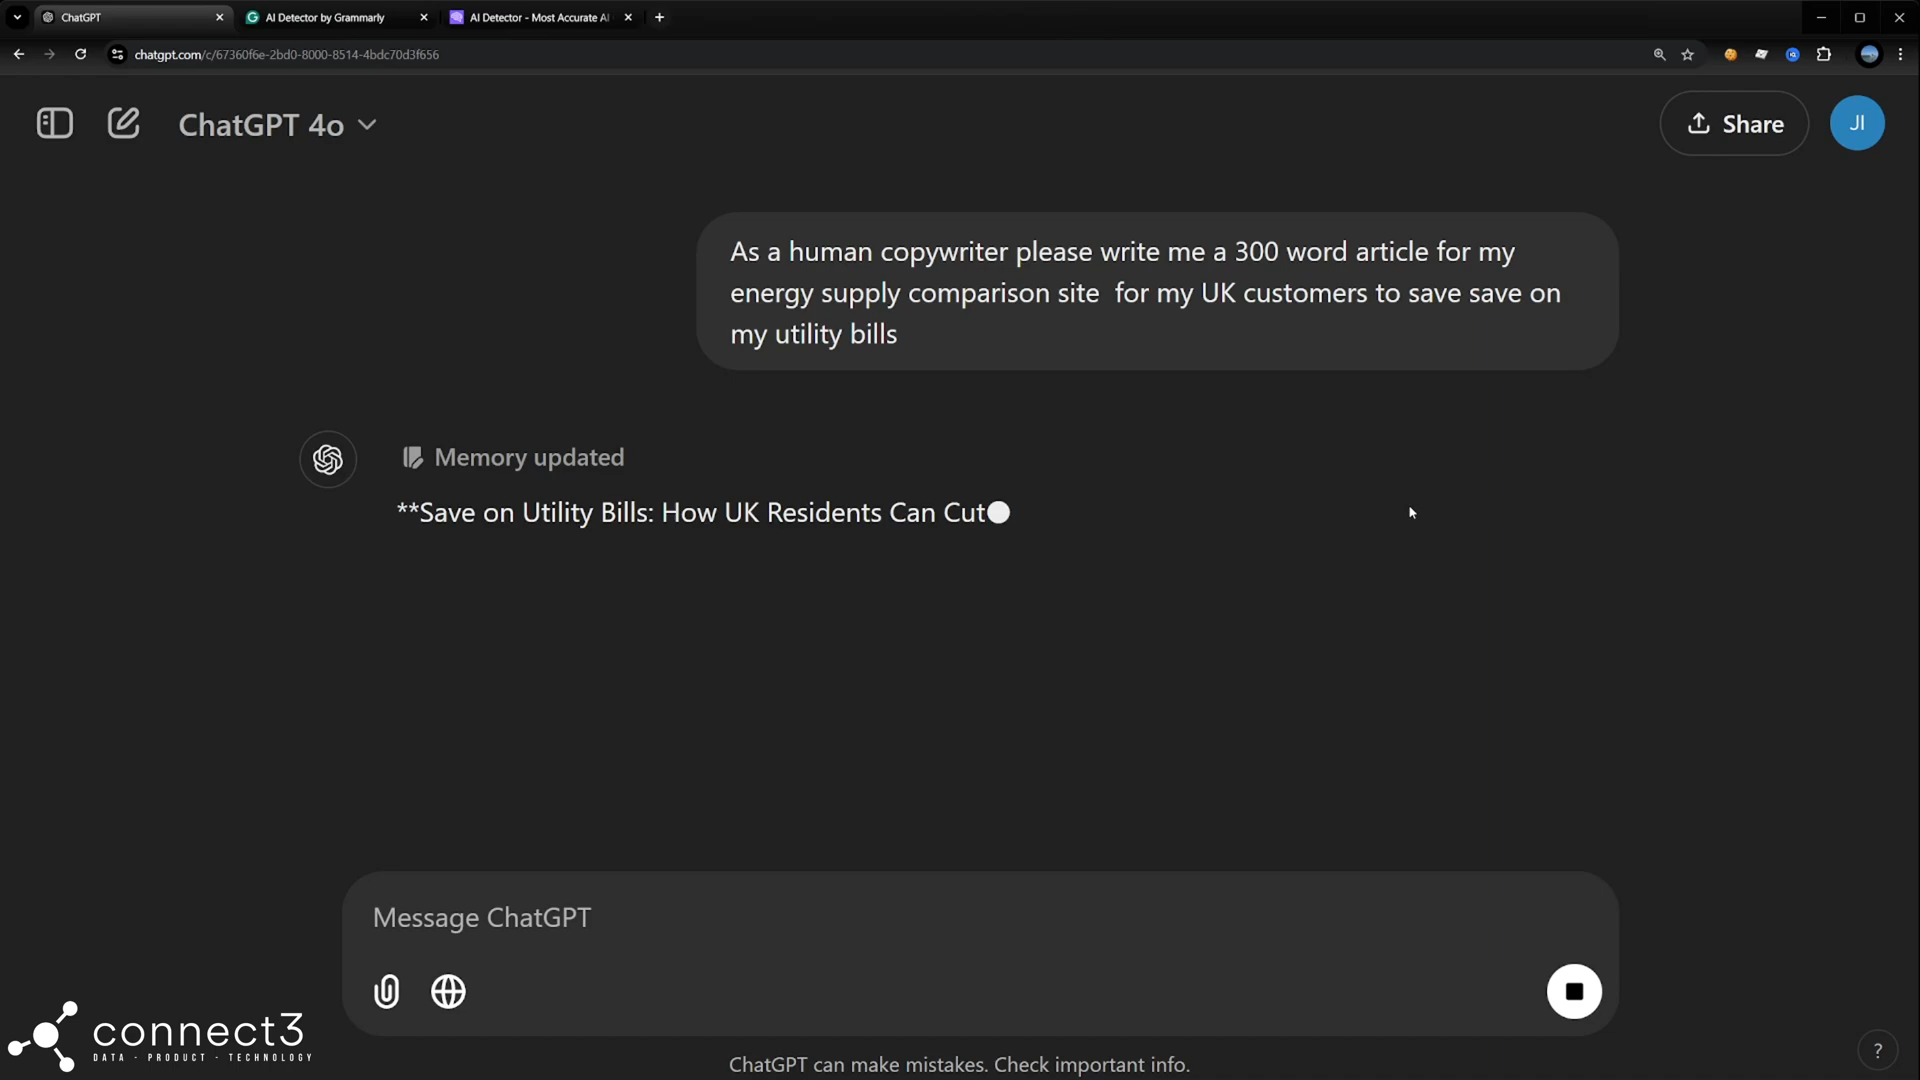 ChatGPT
AI Detector by Grammarly
AI Detector - Most Accurate AI
chatgpt.com/c/67360f6e-2bd0-8000-8514-4bdc70d3f656
ChatGPT 4o
Share
JI
As a human copywriter please write me a 300 word article for my
energy supply comparison site  for my UK customers to save save on
my utility bills
Memory updated
**Save on Utility Bills: How UK Residents Can Cut
Message ChatGPT
connect3
DATA - PRODUCT - TECHNOLOGY
ChatGPT can make mistakes. Check important info.
?